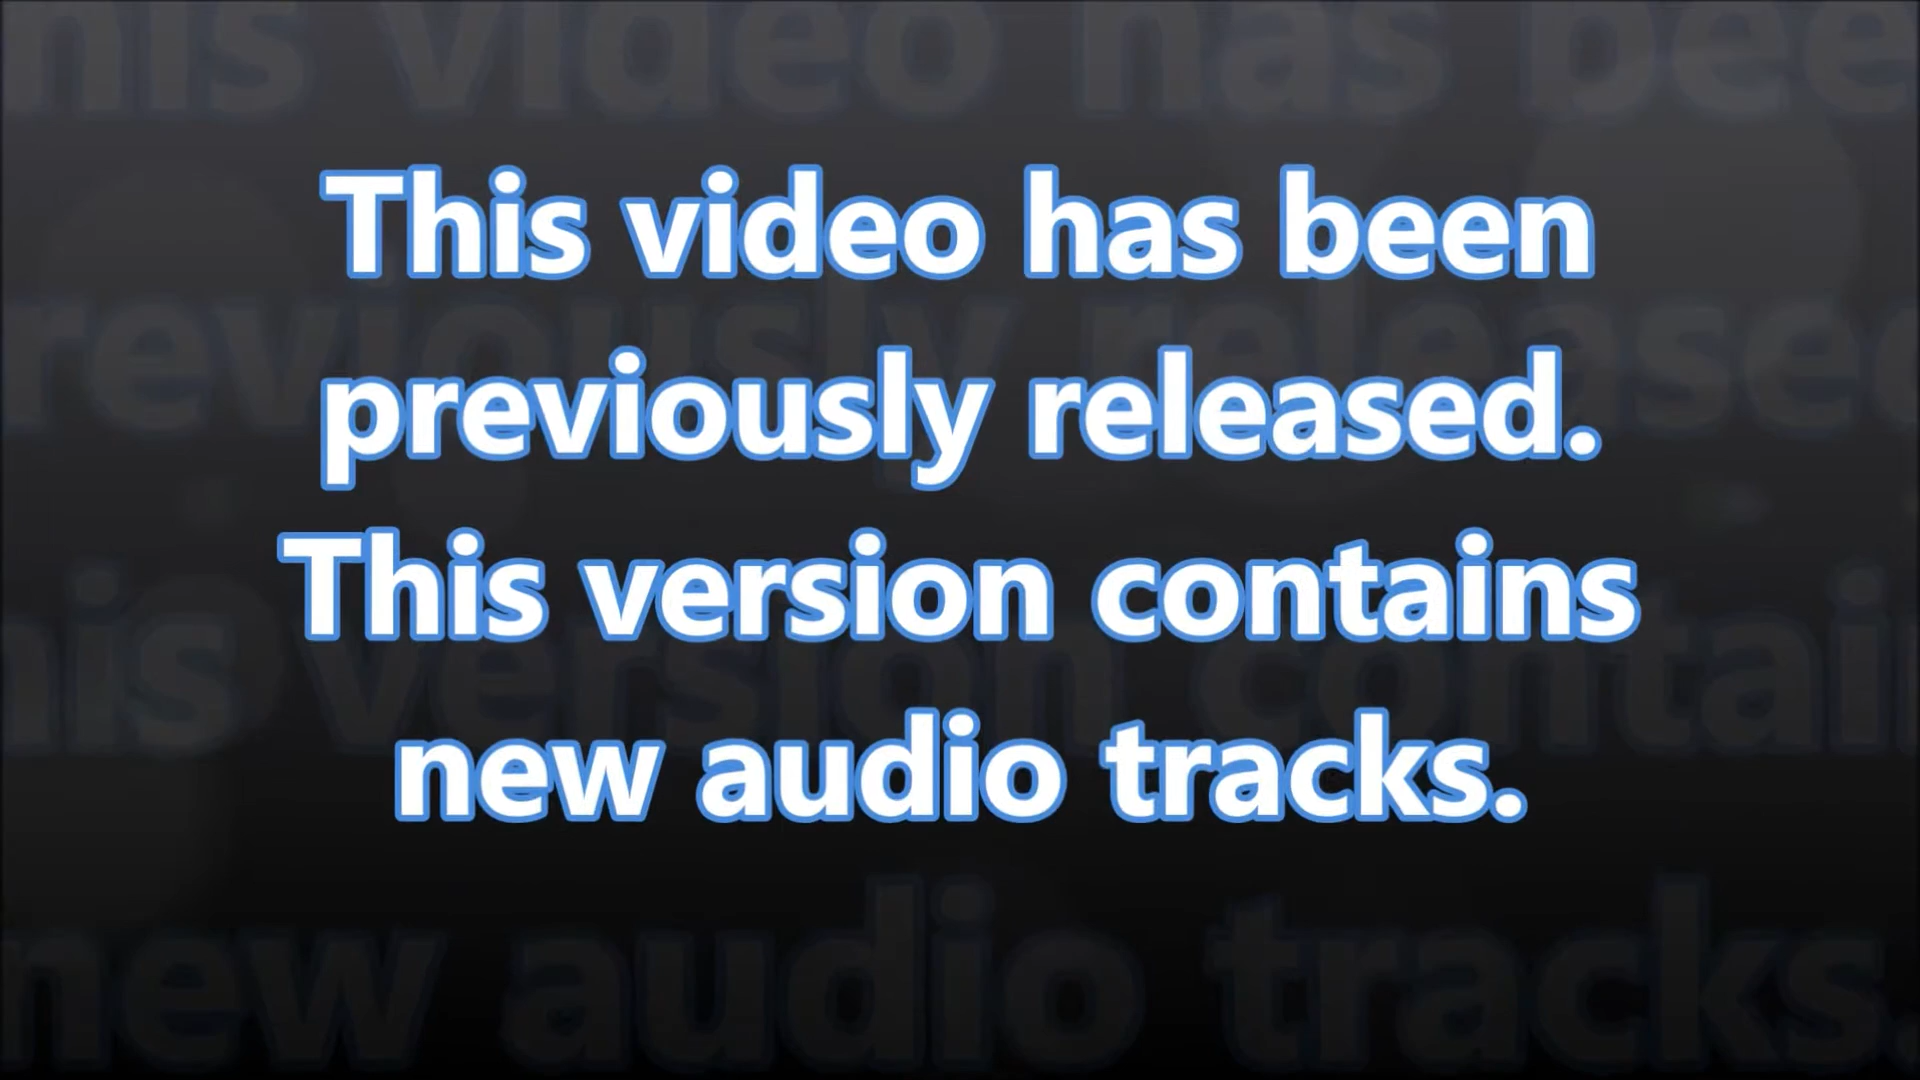 This video has been
previously released.
This version contains
new audio tracks.